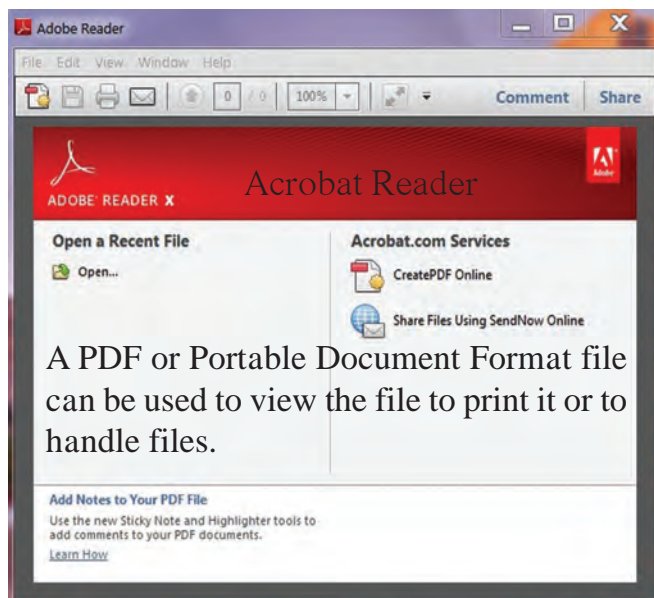 Adobe Reader
File Edit View Window Help
0 / 0 100% Comment Share
ADOBE READER X
Acrobat Reader
Adobe
Open a Recent File
Open...
Acrobat.com Services
CreatePDF Online
Share Files Using SendNow Online
A PDF or Portable Document Format file
can be used to view the file to print it or to
handle files.
Add Notes to Your PDF File
Use the new Sticky Note and Highlighter tools to
add comments to your PDF documents.
Learn How